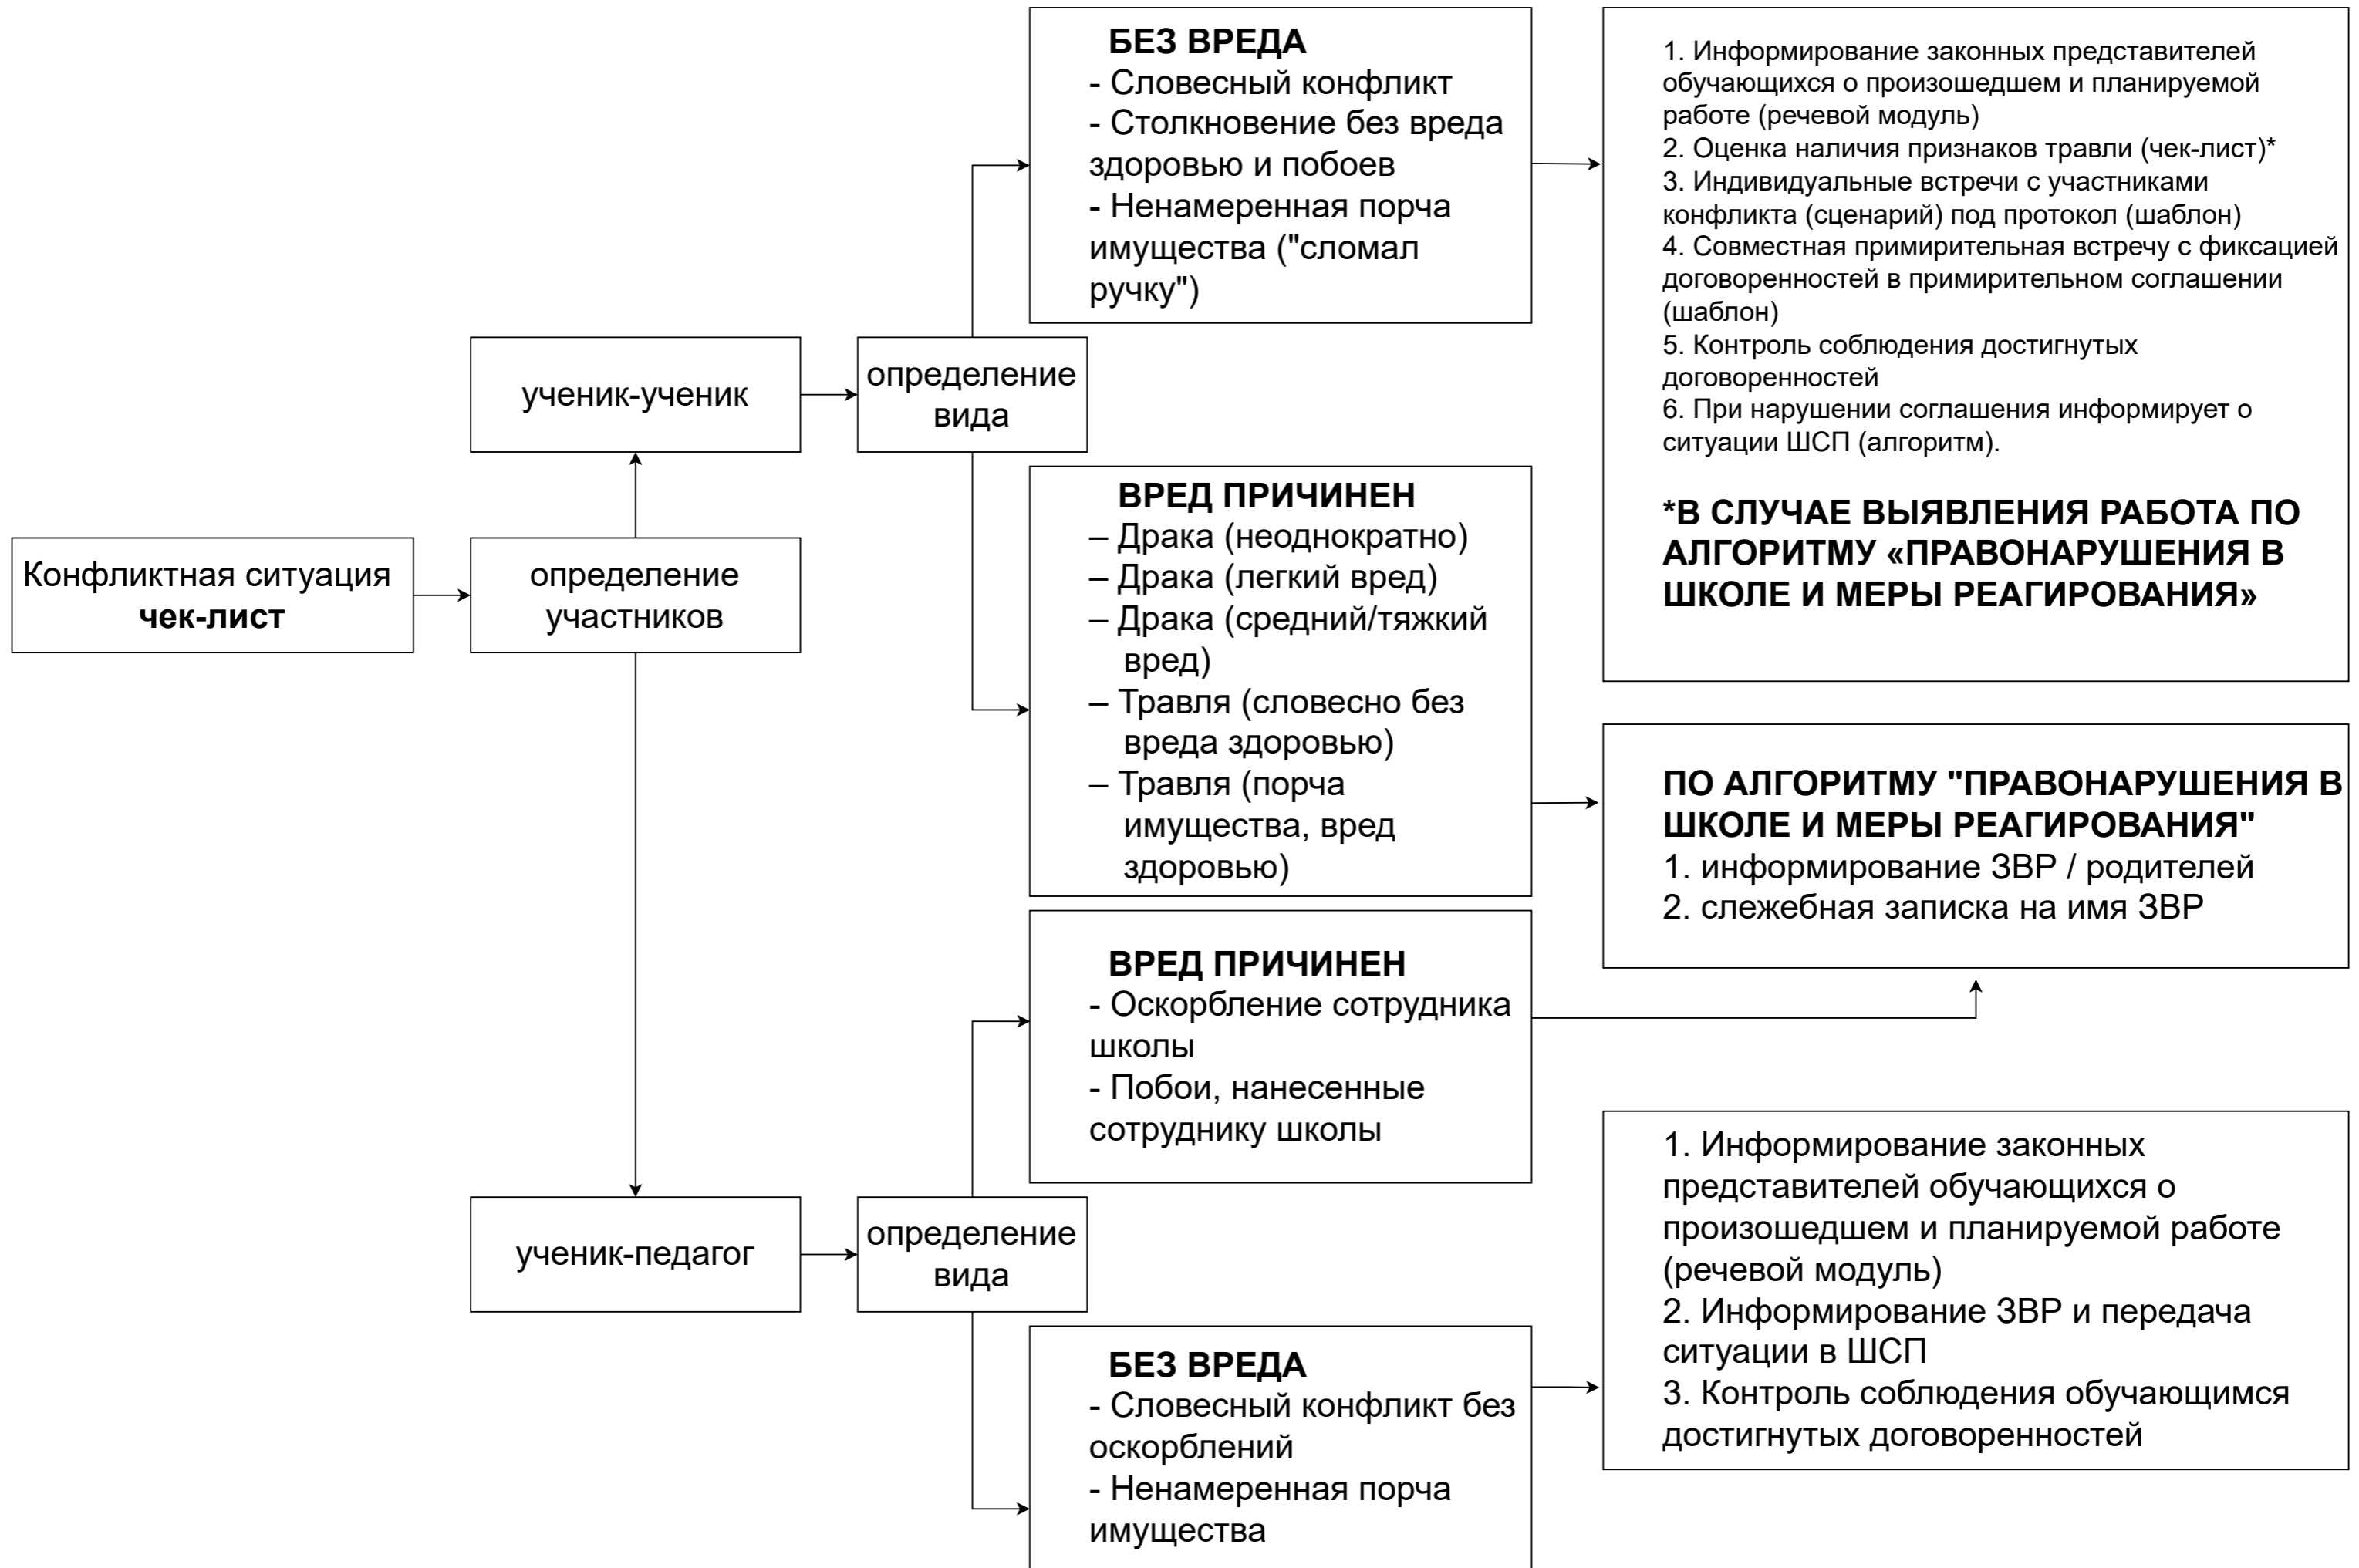 Конфликтная ситуация
чек-лист
определение
участников
ученик-ученик
определение
вида
БЕЗ ВРЕДА
- Словесный конфликт
- Столкновение без вреда
здоровью и побоев
- Ненамеренная порча
имущества ("сломал
ручку")
1. Информирование законных представителей
обучающихся о произошедшем и планируемой
работе (речевой модуль)
2. Оценка наличия признаков травли (чек-лист)*
3. Индивидуальные встречи с участниками
конфликта (сценарий) под протокол (шаблон)
4. Совместная примирительная встречу с фиксацией
договоренностей в примирительном соглашении
(шаблон)
5. Контроль соблюдения достигнутых
договоренностей
6. При нарушении соглашения информирует о
ситуации ШСП (алгоритм).
*В СЛУЧАЕ ВЫЯВЛЕНИЯ РАБОТА ПО
АЛГОРИТМУ «ПРАВОНАРУШЕНИЯ В
ШКОЛЕ И МЕРЫ РЕАГИРОВАНИЯ»
ВРЕД ПРИЧИНЕН
– Драка (неоднократно)
– Драка (легкий вред)
– Драка (средний/тяжкий
вред)
– Травля (словесно без
вреда здоровью)
– Травля (порча
имущества, вред
здоровью)
ПО АЛГОРИТМУ "ПРАВОНАРУШЕНИЯ В
ШКОЛЕ И МЕРЫ РЕАГИРОВАНИЯ"
1. информирование ЗВР / родителей
2. слежебная записка на имя ЗВР
ученик-педагог
определение
вида
ВРЕД ПРИЧИНЕН
- Оскорбление сотрудника
школы
- Побои, нанесенные
сотруднику школы
БЕЗ ВРЕДА
- Словесный конфликт без
оскорблений
- Ненамеренная порча
имущества
1. Информирование законных
представителей обучающихся о
произошедшем и планируемой работе
(речевой модуль)
2. Информирование ЗВР и передача
ситуации в ШСП
3. Контроль соблюдения обучающимся
достигнутых договоренностей